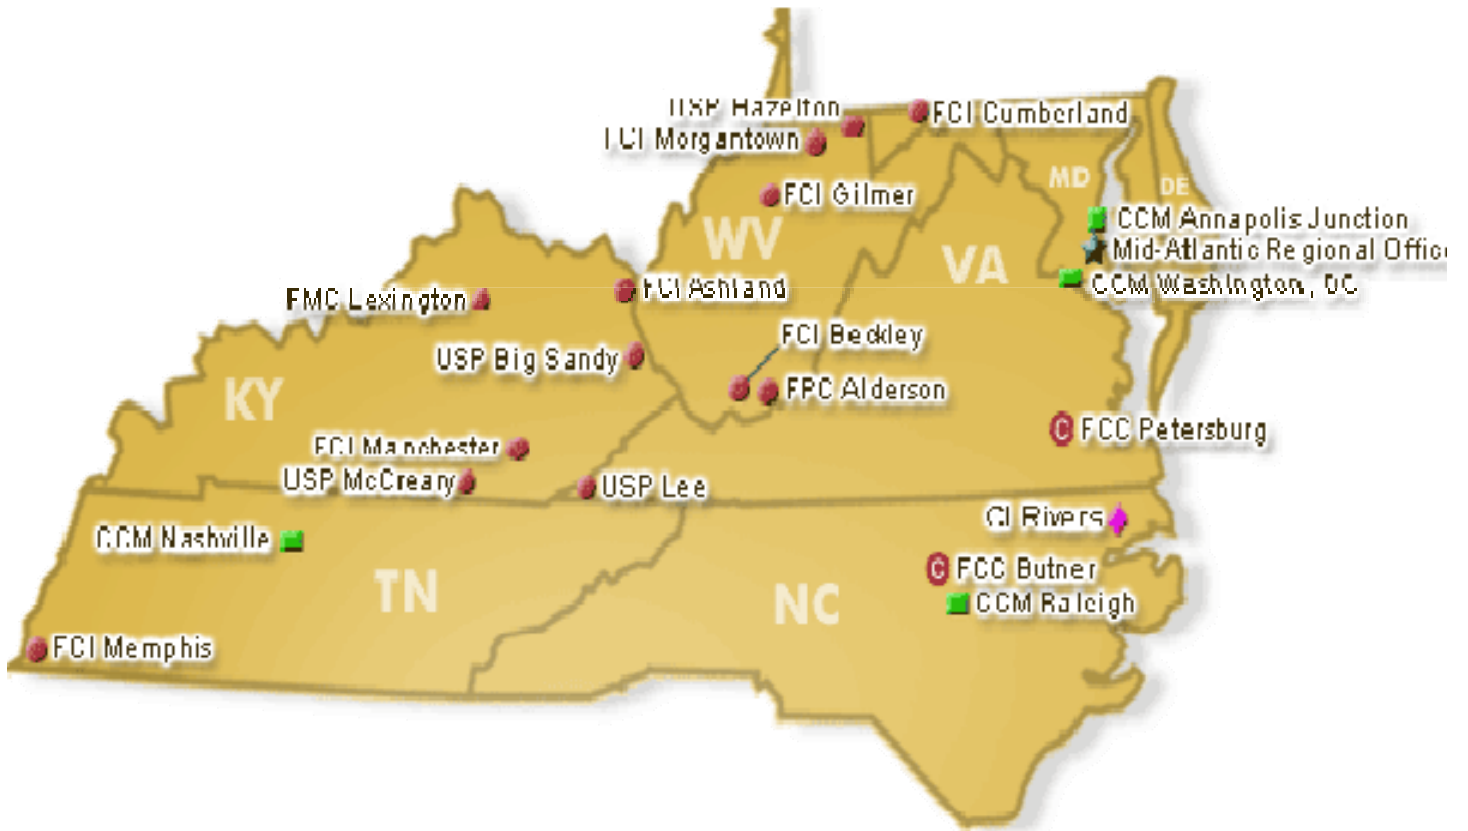 USP Hazelton
FCI Cumberland
FCI Morgantown
MD
DE
FCI Gilmer
CCM Annapolis Junction
WV
Mid-Atlantic Regional Offic
VA
CCM Washington, DC
FCI Ashland
FMC Lexington
FCI Beckley
USP Big Sandy
FPC Alderson
KY
C FCC Petersburg
FCI Manchester
USP McCreary
USP Lee
CI Rivers
CCM Nashville
C FCC Butner
TN
NC
CCM Raleigh
FCI Memphis